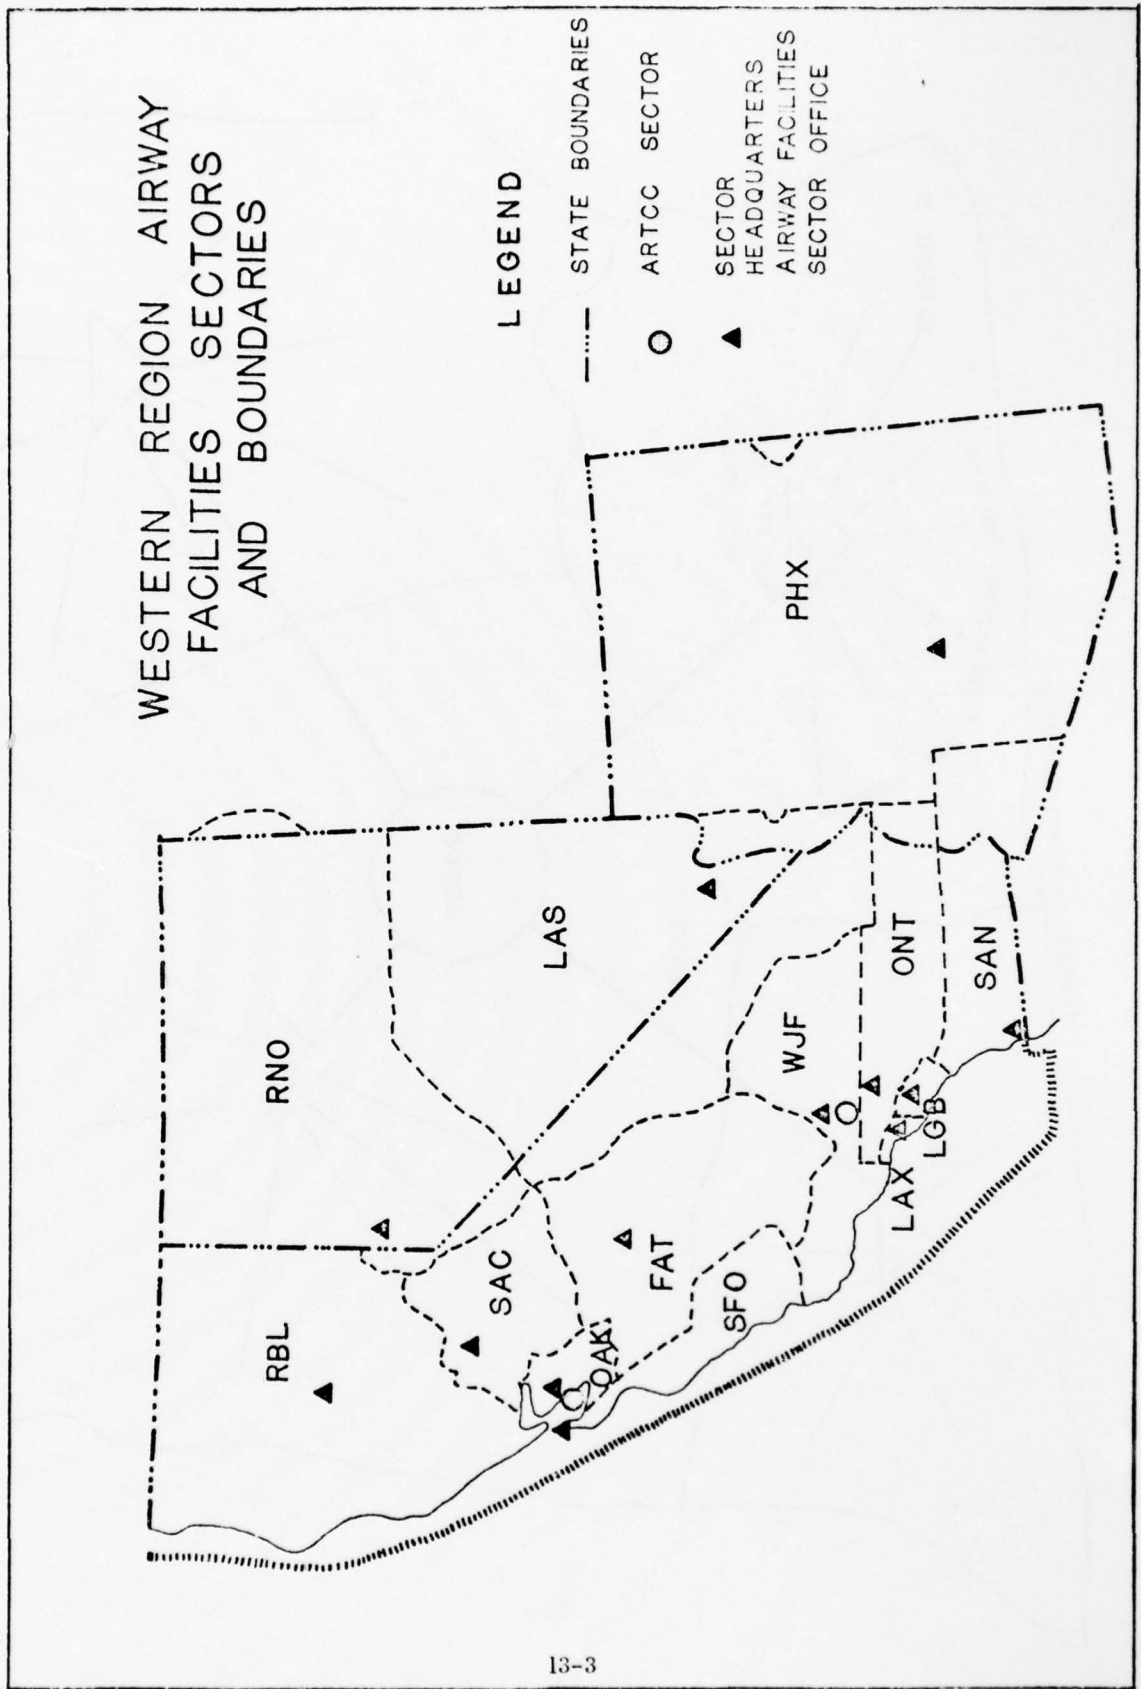 WESTERN REGION AIRWAY
FACILITIES SECTORS
AND BOUNDARIES
LEGEND
STATE BOUNDARIES
ARTCC SECTOR
SECTOR
HEADQUARTERS
AIRWAY FACILITIES
SECTOR OFFICE
RBL
RNO
SAC
LAS
OAK
FAT
SFO
WJF
PHX
LAX
LGB
ONT
SAN
13-3